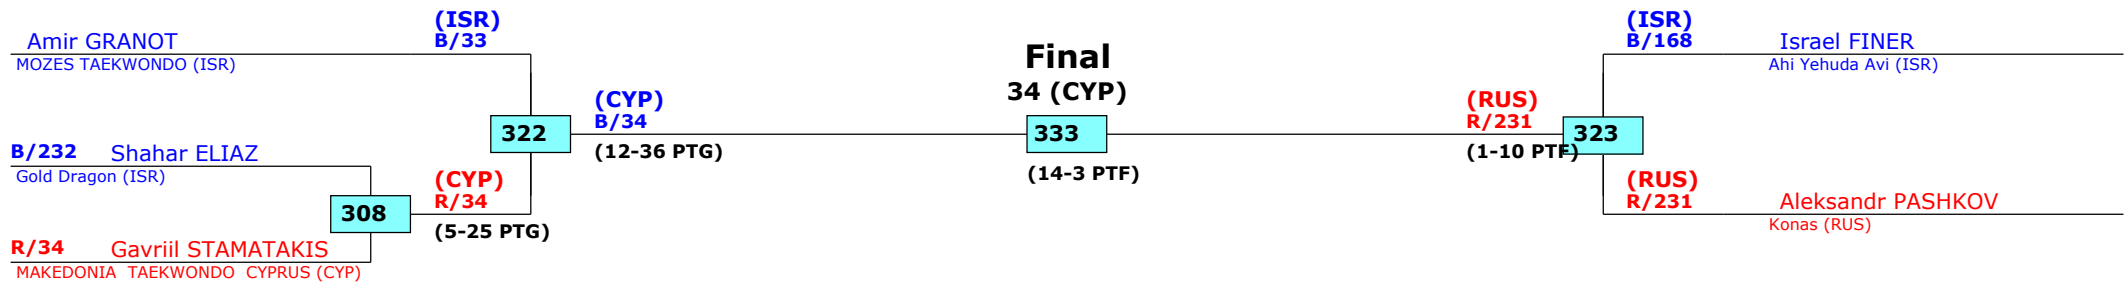 (ISR)
B/33
Amir GRANOT
MOZES TAEKWONDO (ISR)
B/232 Shahar ELIAZ
Gold Dragon (ISR)
308
R/34 Gavriil STAMATAKIS
MAKEDONIA TAEKWONDO CYPRUS (CYP)
(CYP)
R/34
(5-25 PTG)
322
(CYP)
B/34
(12-36 PTG)
Final
34 (CYP)
333
(14-3 PTF)
(RUS)
R/231
(1-10 PTF)
323
(ISR)
B/168
Israel FINER
Ahi Yehuda Avi (ISR)
(RUS)
R/231
Aleksandr PASHKOV
Konas (RUS)